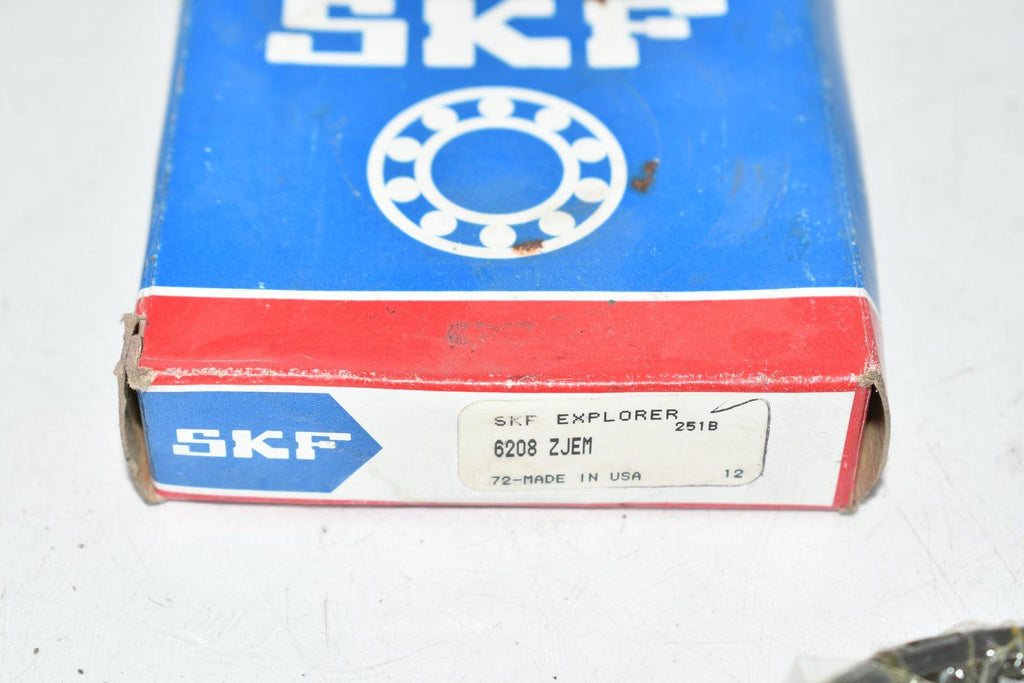 SKF
SKF
SKF EXPLORER
251B
6208 ZJEM
72-MADE IN USA 12